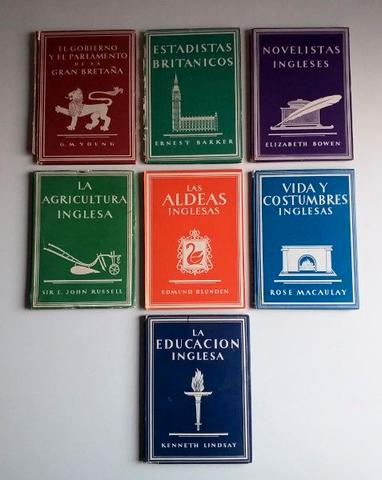 EL GOBIERNO
Y EL PARLAMENTO
DE LA
GRAN BRETAÑA
G. M. YOUNG
ESTADISTAS
BRITANICOS
ERNEST BARKER
NOVELISTAS
INGLESES
ELIZABETH BOWEN
LA
AGRICULTURA
INGLESA
SIR E. JOHN RUSSELL
LAS
ALDEAS
INGLESAS
EDMUND BLUNDEN
VIDA Y
COSTUMBRES
INGLESAS
ROSE MACAULAY
LA
EDUCACION
INGLESA
KENNETH LINDSAY